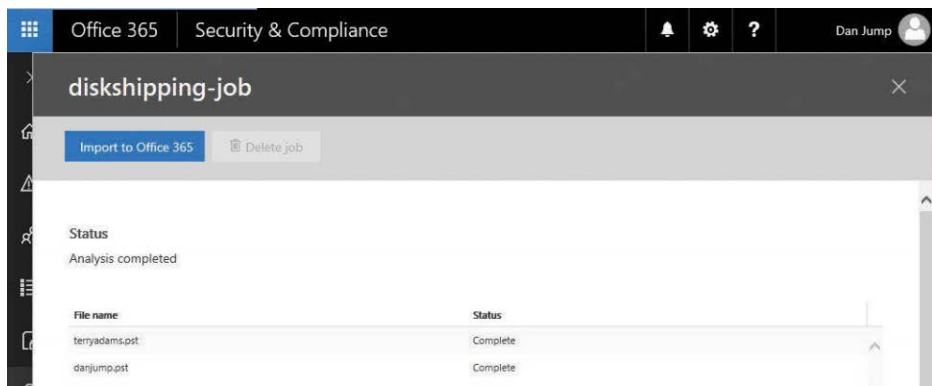 Office 365 Security & Compliance ? Dan Jump
diskshipping-job
Import to Office 365 Delete job
Status
Analysis completed
File name Status
terryadams.pst Complete
danjump.pst Complete